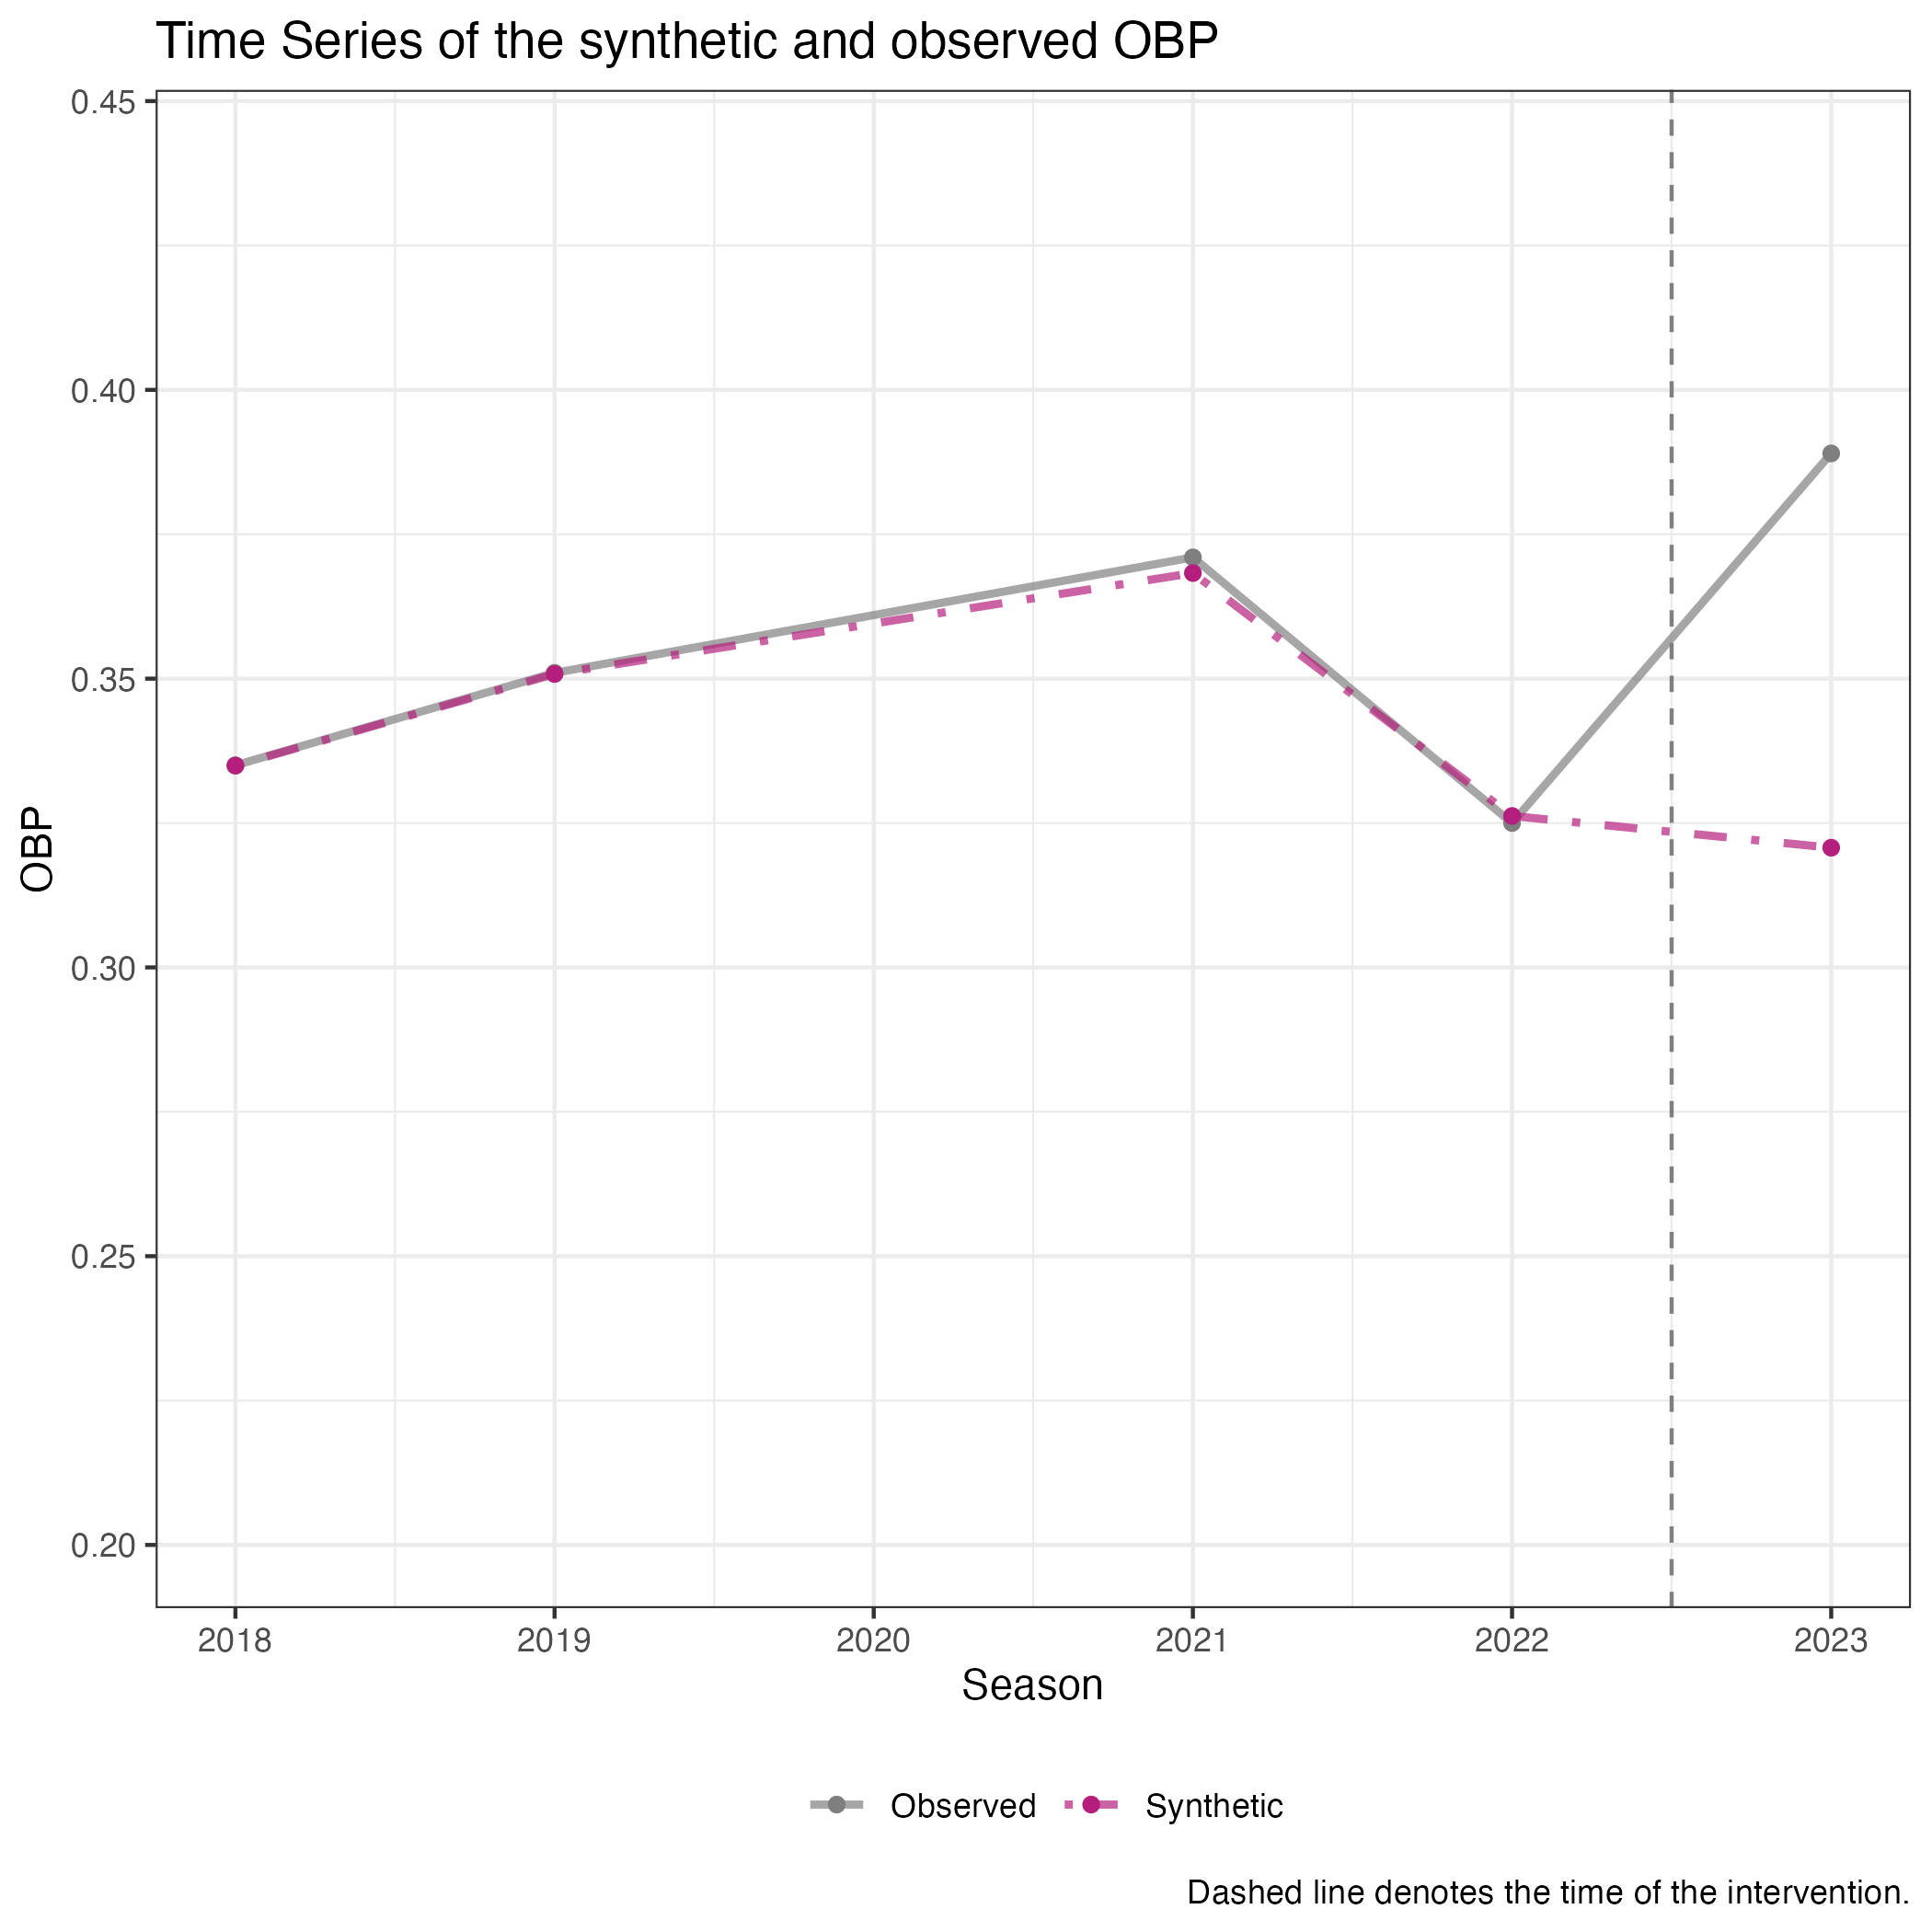 Time Series of the synthetic and observed OBP
0.45
0.40
0.35
0.30
0.25
0.20
OBP
2018 2019 2020 2021 2022 2023
Season
Observed Synthetic
Dashed line denotes the time of the intervention.